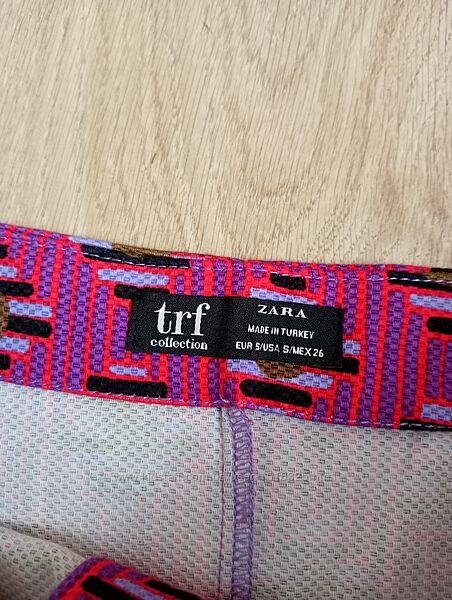 trf
collection
ZARA
MADE IN TURKEY
EUR S/USA S/MEX 26